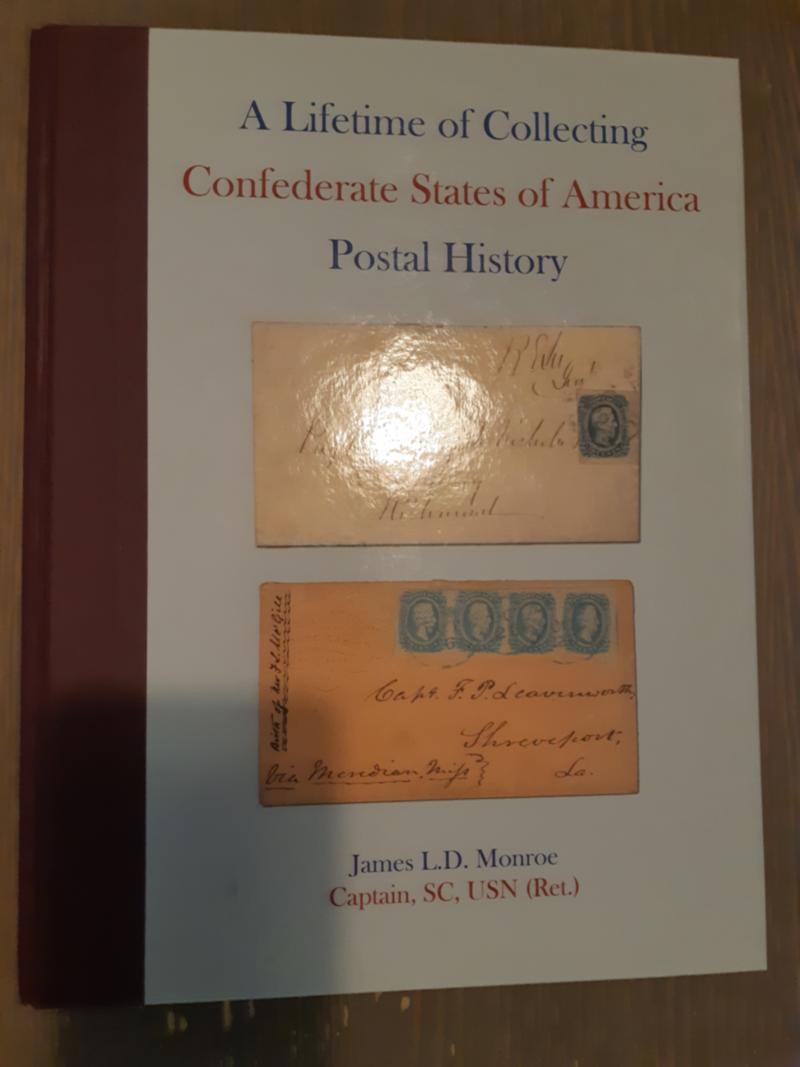 A Lifetime of Collecting
Confederate States of America
Postal History
Richmond
Capt. F. P. Leavenworth,
Shreveport,
La.
Via Meridian, Miss
James L.D. Monroe
Captain, SC, USN (Ret.)